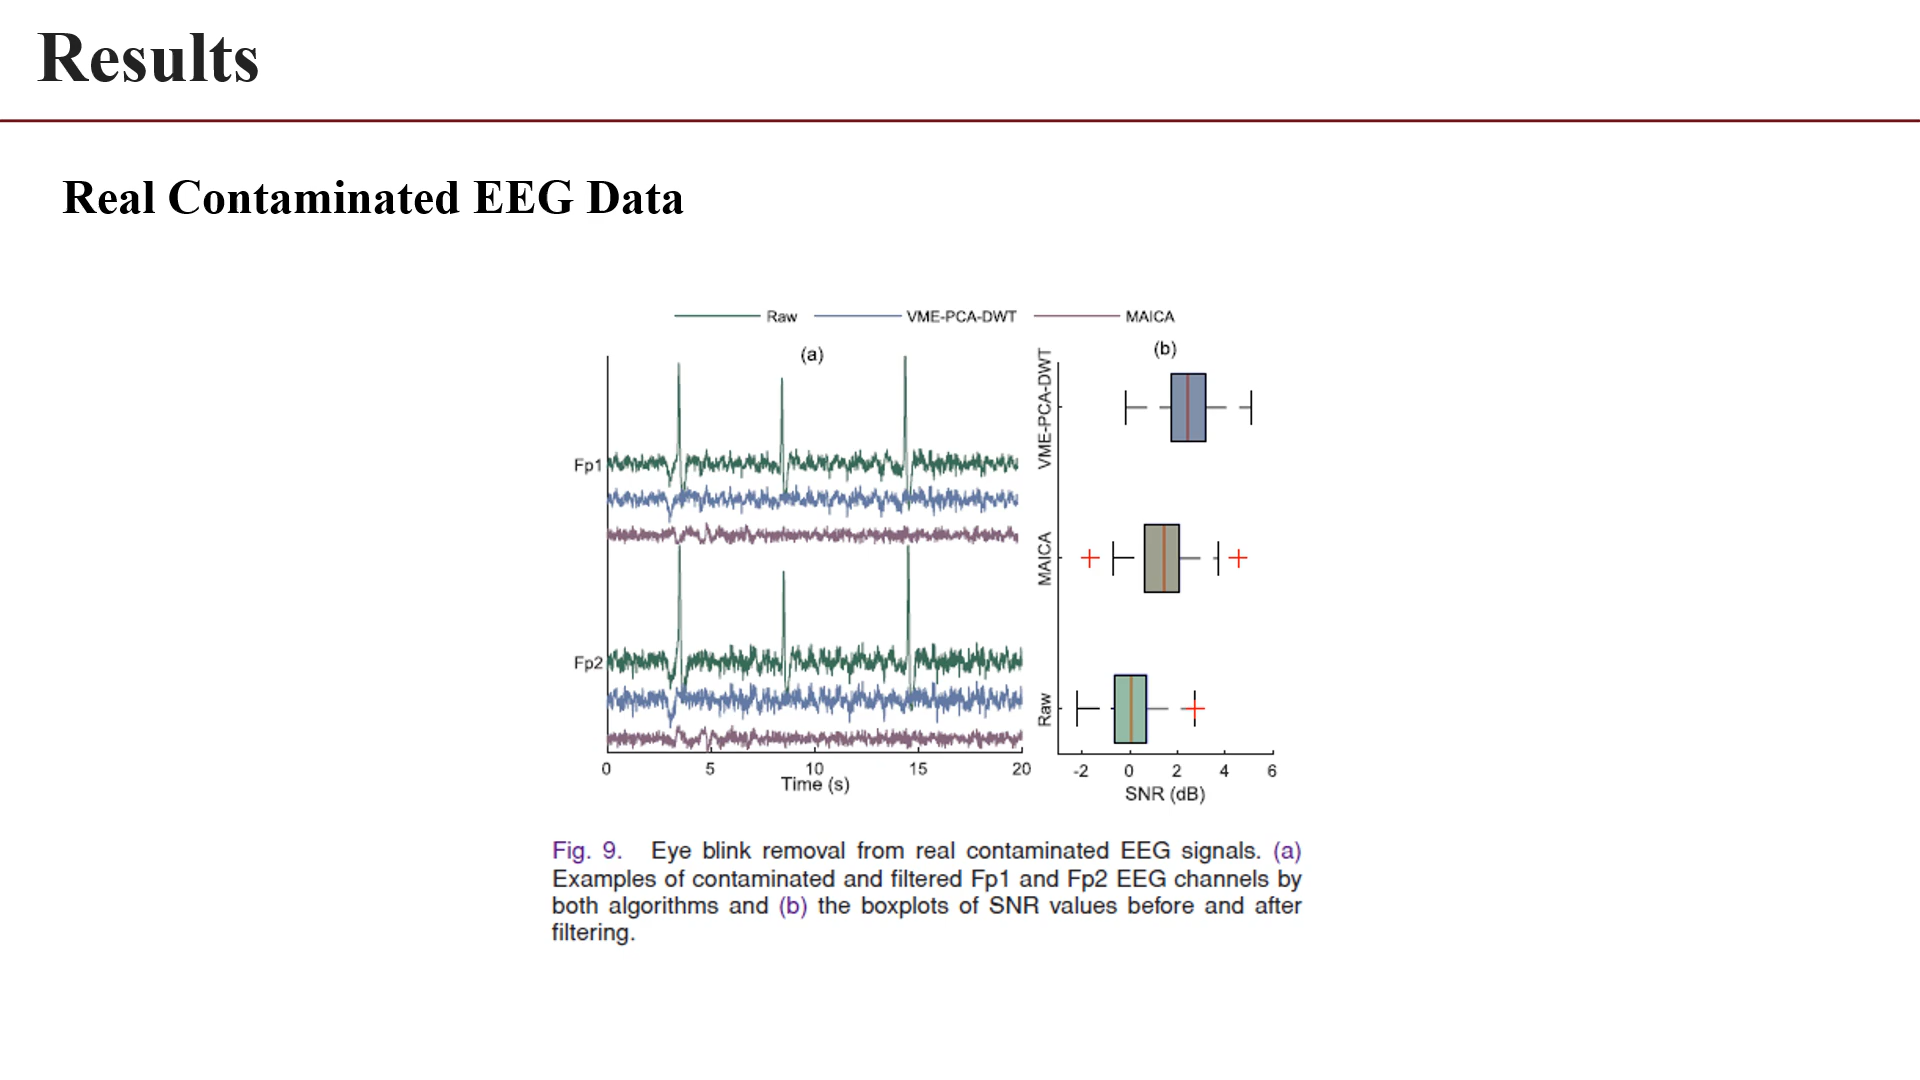 Results
Real Contaminated EEG Data
Raw VME-PCA-DWT MAICA
(a)
(b)
Fp1
Fp2
0 5 10 15 20
Time (s)
VME-PCA-DWT
MAICA
Raw
-2 0 2 4 6
SNR (dB)
Fig. 9. Eye blink removal from real contaminated EEG signals. (a)
Examples of contaminated and filtered Fp1 and Fp2 EEG channels by
both algorithms and (b) the boxplots of SNR values before and after
filtering.